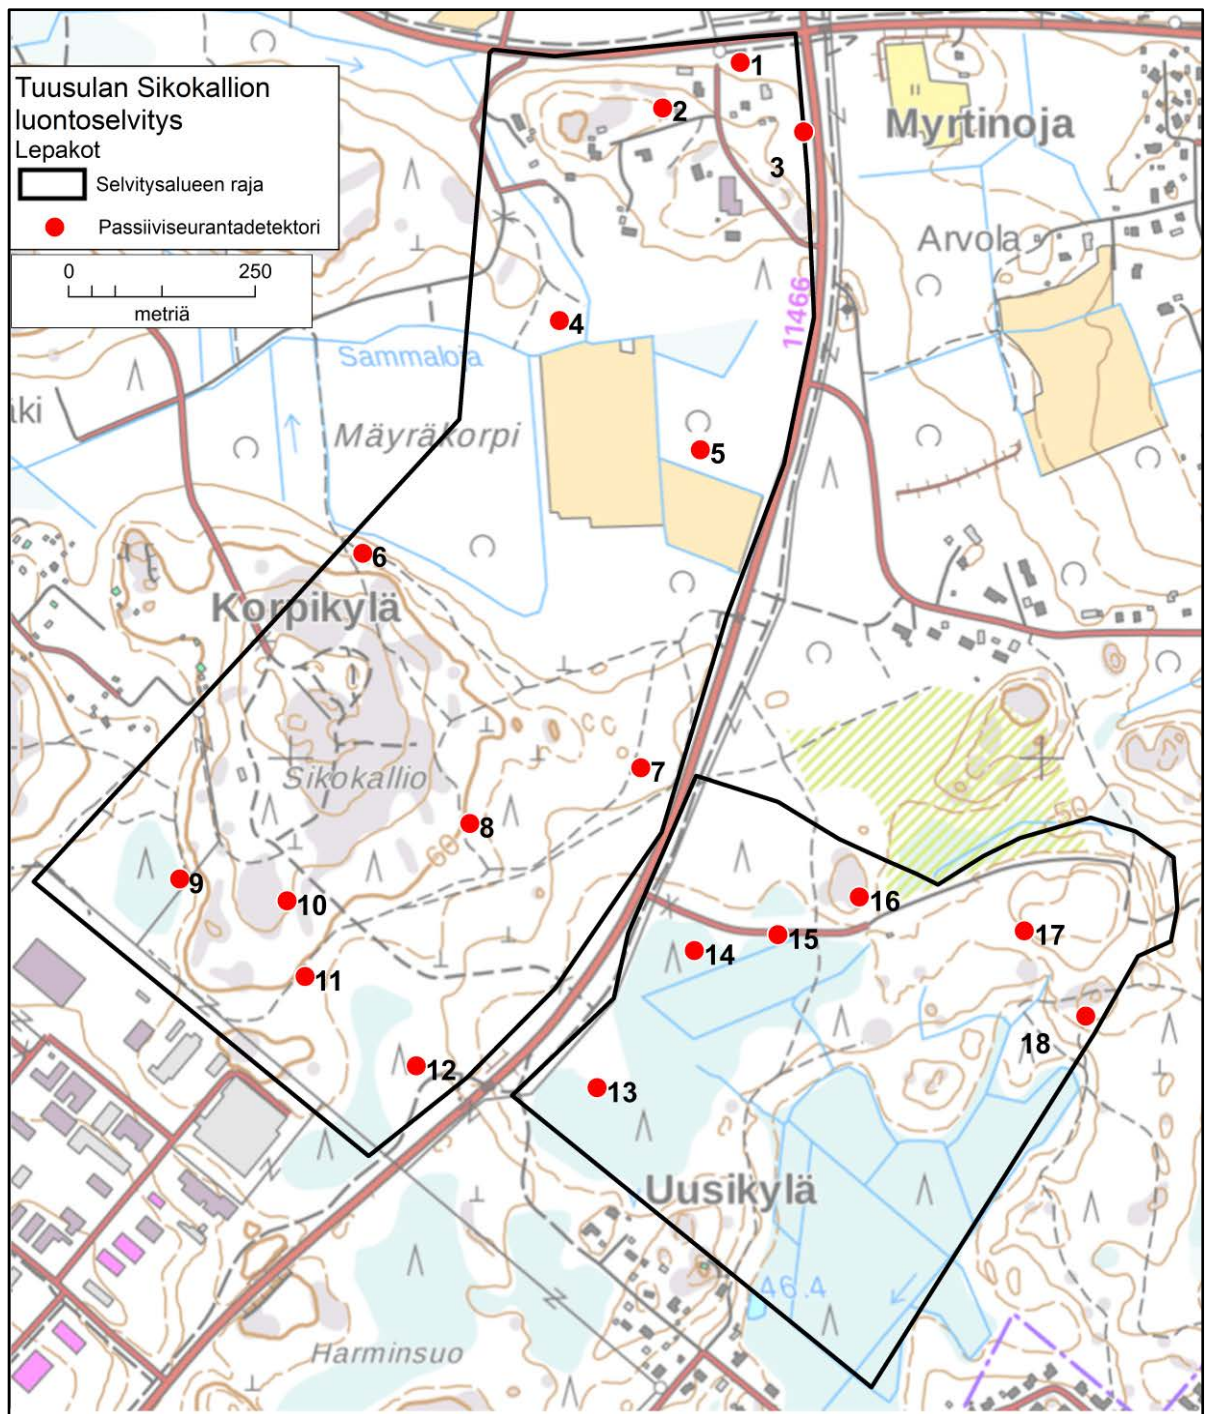 Tuusulan Sikokallion
luontoselvitys
Lepakot
Selvitysalueen raja
Passiiviseurantadetektori
0 250
metriä
1
2
3
Myrtinoja
Arvola
11466
4
Sammaloja
Mäyräkorpi
5
6
Korpikylä
Sikokallio
7
8
60
50
9
10
11
12
13
14
15
16
17
18
Uusikylä
46.4
Harminsuo